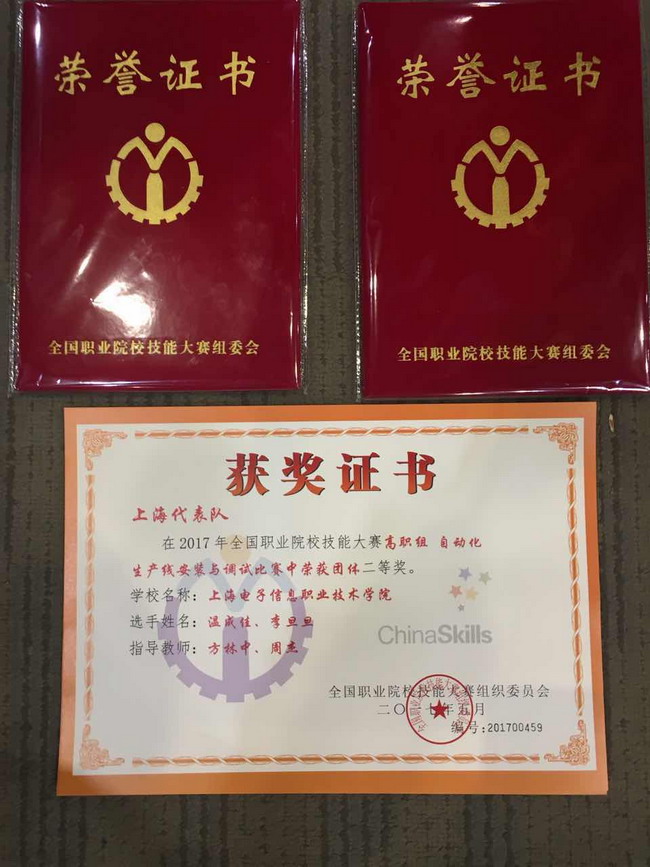 荣誉证书
全国职业院校技能大赛组委会
荣誉证书
全国职业院校技能大赛组委会
获奖证书
上海代表队
在2017年全国职业院校技能大赛高职组 自动化
生产线安装与调试比赛中荣获团体二等奖。
学校名称：上海电子信息职业技术学院
选手姓名：温成佳、李旦旦
指导教师：方林中、周杰
ChinaSkills
全国职业院校技能大赛组织委员会
二〇一七年五月
编号:201700459